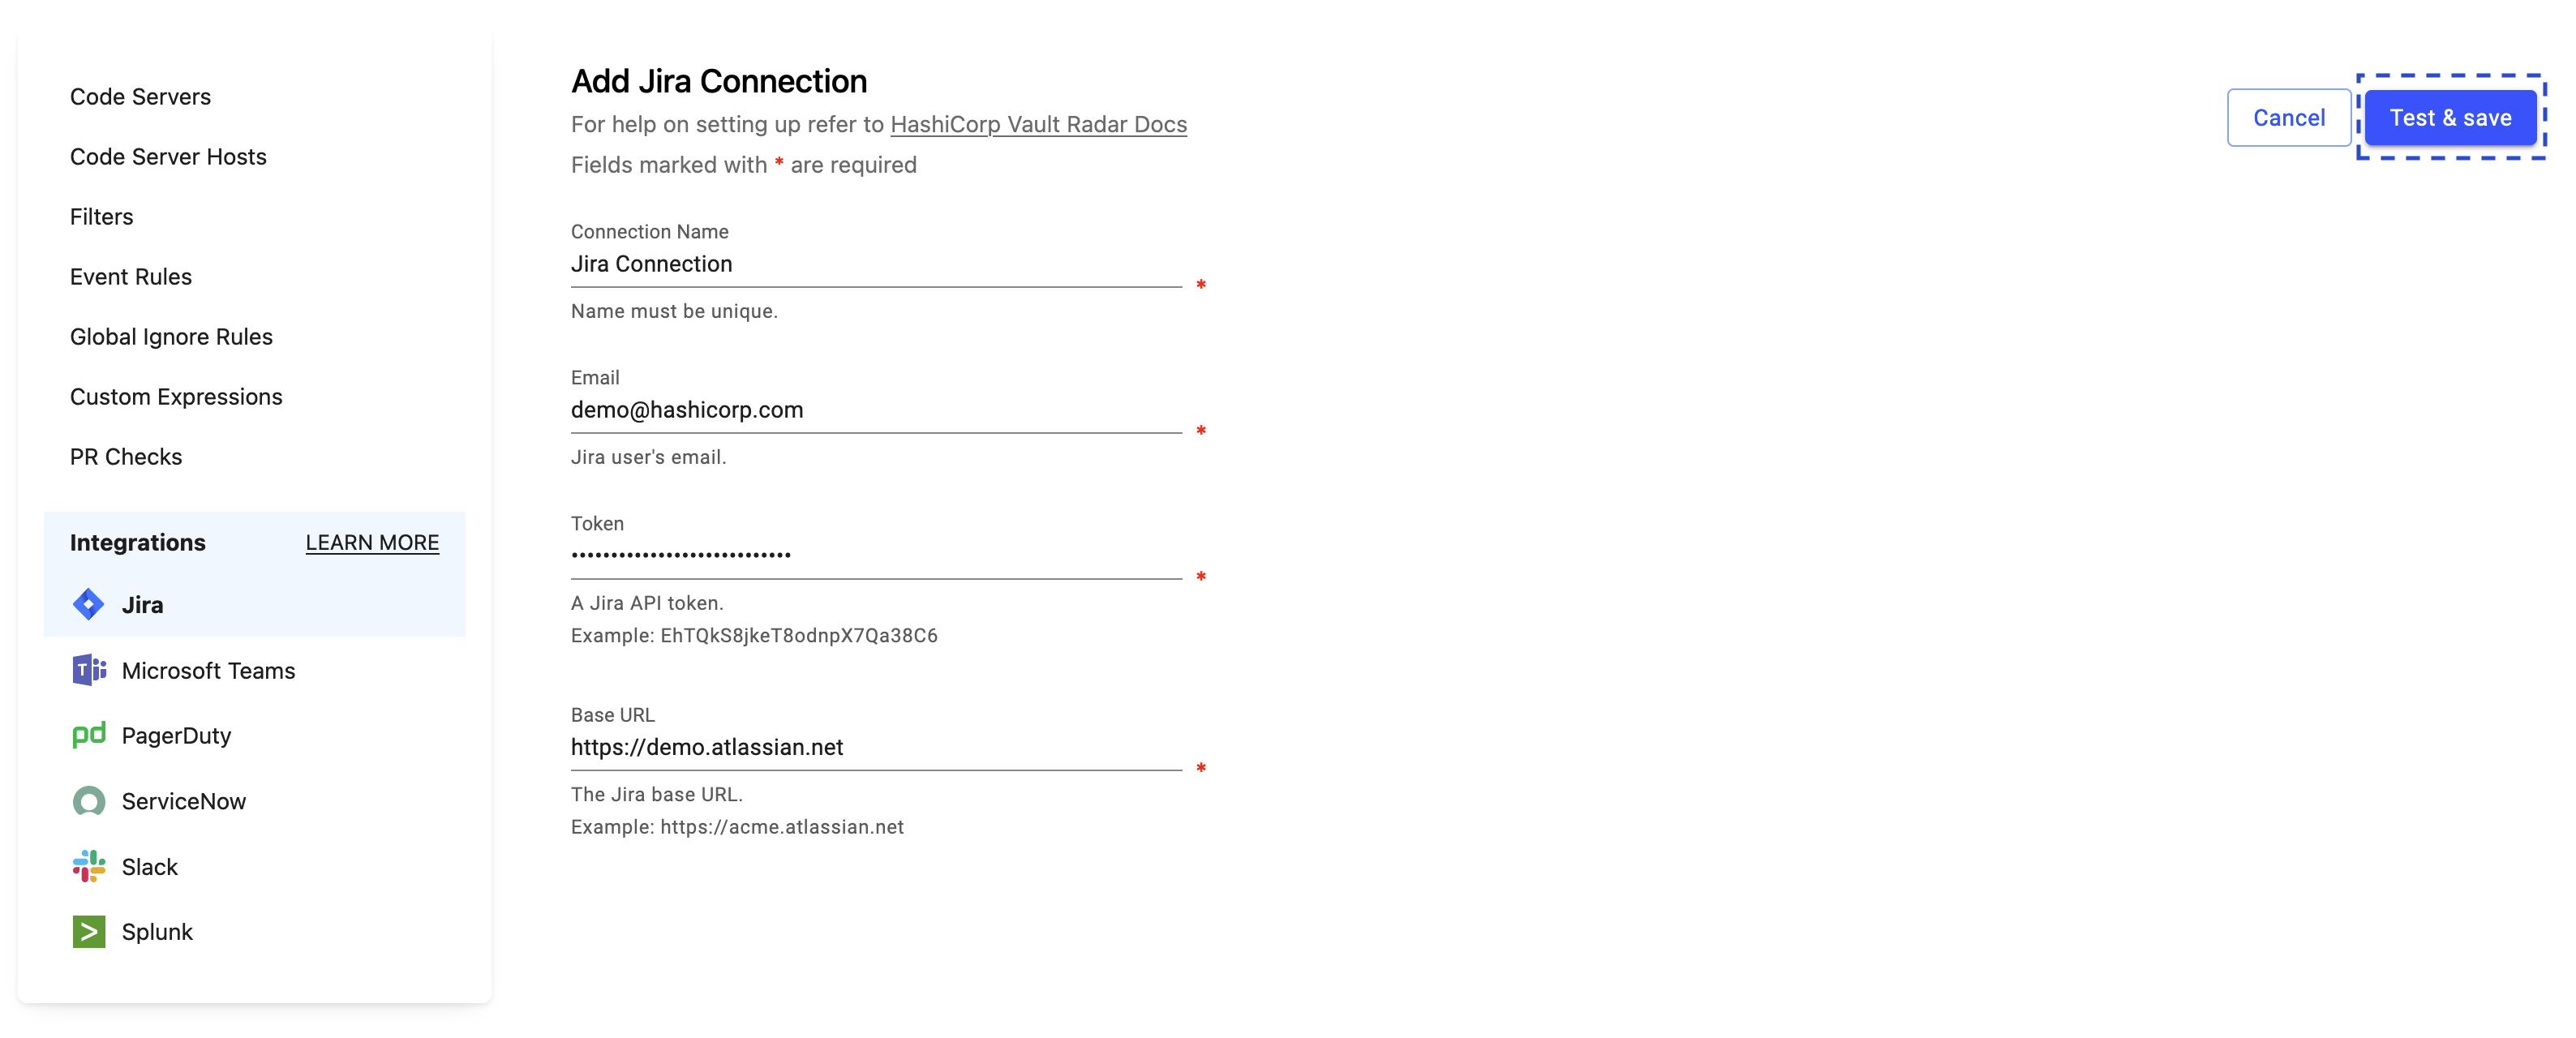 Code Servers
Code Server Hosts
Filters
Event Rules
Global Ignore Rules
Custom Expressions
PR Checks
Integrations LEARN MORE
Jira
Microsoft Teams
PagerDuty
ServiceNow
Slack
Splunk
Add Jira Connection
For help on setting up refer to HashiCorp Vault Radar Docs
Fields marked with * are required
Cancel
Test & save
Connection Name
Jira Connection
*
Name must be unique.
Email
demo@hashicorp.com
*
Jira user's email.
Token
••••••••••••••••••••••••••••
*
A Jira API token.
Example: EhTQkS8jkeT8odnpX7Qa38C6
Base URL
https://demo.atlassian.net
*
The Jira base URL.
Example: https://acme.atlassian.net